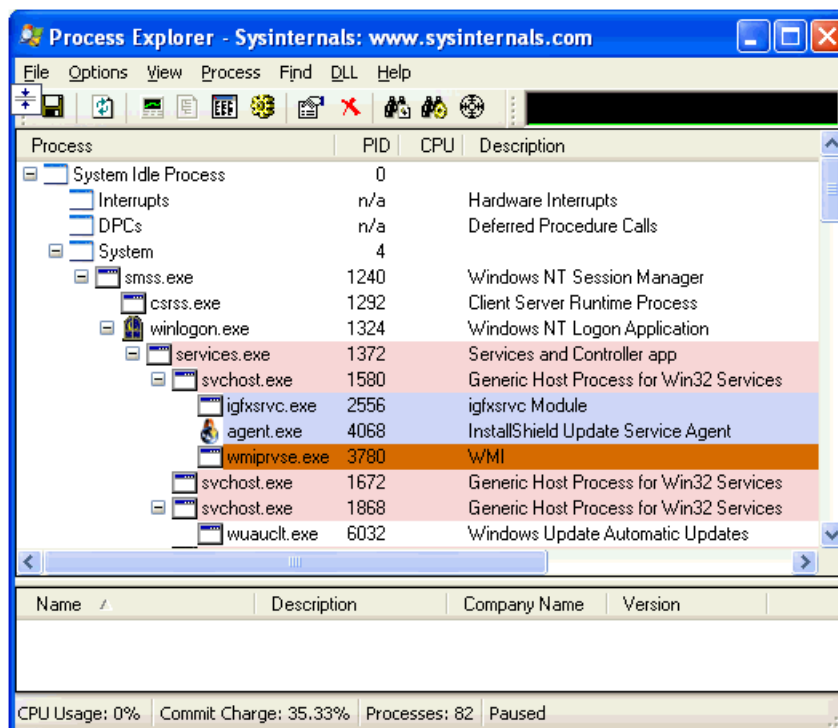 Process Explorer - Sysinternals: www.sysinternals.com
File Options View Process Find DLL Help
Process PID CPU Description
System Idle Process 0
Interrupts n/a Hardware Interrupts
DPCs n/a Deferred Procedure Calls
System 4
smss.exe 1240 Windows NT Session Manager
csrss.exe 1292 Client Server Runtime Process
winlogon.exe 1324 Windows NT Logon Application
services.exe 1372 Services and Controller app
svchost.exe 1580 Generic Host Process for Win32 Services
igfxsrvc.exe 2556 igfxsrvc Module
agent.exe 4068 InstallShield Update Service Agent
wmiprvse.exe 3780 WMI
svchost.exe 1672 Generic Host Process for Win32 Services
svchost.exe 1868 Generic Host Process for Win32 Services
wuauclt.exe 6032 Windows Update Automatic Updates
Name Description Company Name Version
CPU Usage: 0% Commit Charge: 35.33% Processes: 82 Paused